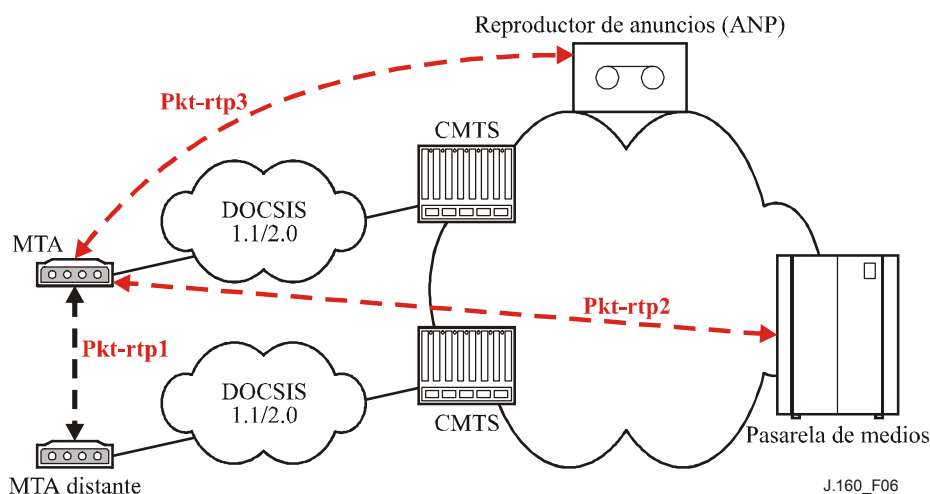 Reproductor de anuncios (ANP)
Pkt-rtp3
CMTS
DOCSIS
1.1/2.0
MTA
Pkt-rtp2
Pkt-rtp1
DOCSIS
1.1/2.0
CMTS
Pasarela de medios
MTA distante
J.160_F06